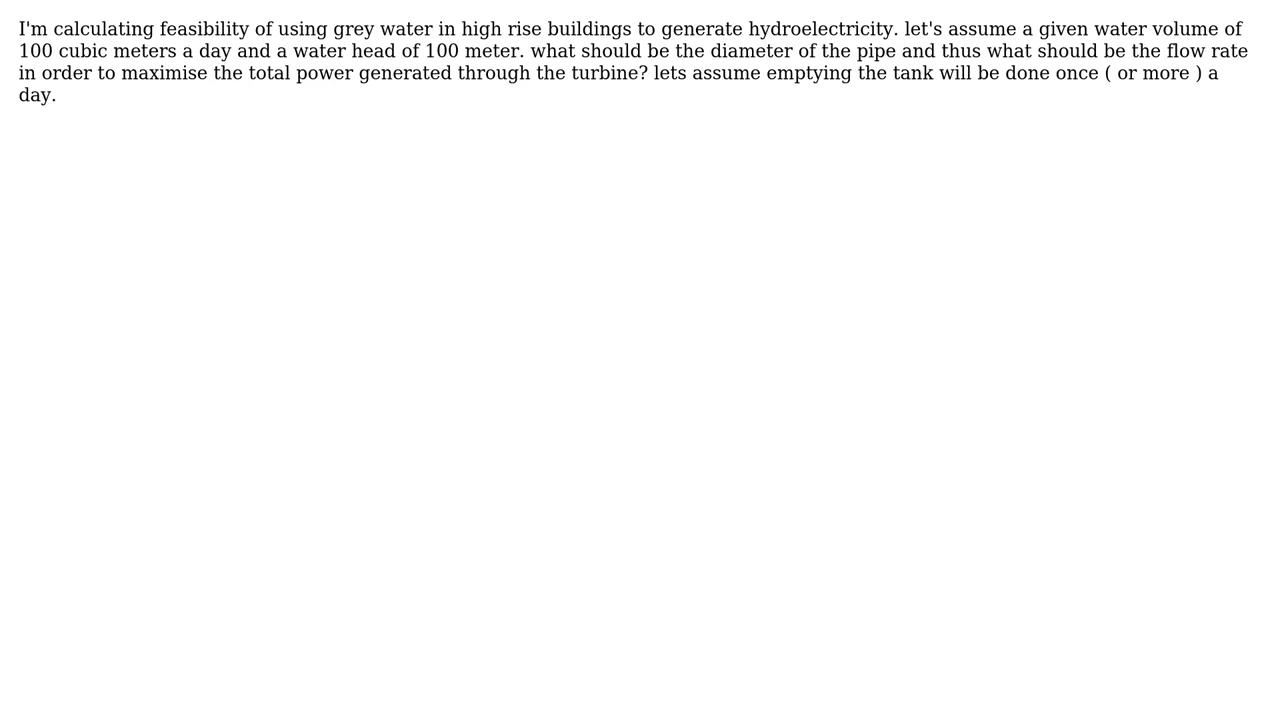 I'm calculating feasibility of using grey water in high rise buildings to generate hydroelectricity. let's assume a given water volume of
100 cubic meters a day and a water head of 100 meter. what should be the diameter of the pipe and thus what should be the flow rate
in order to maximise the total power generated through the turbine? lets assume emptying the tank will be done once ( or more ) a
day.